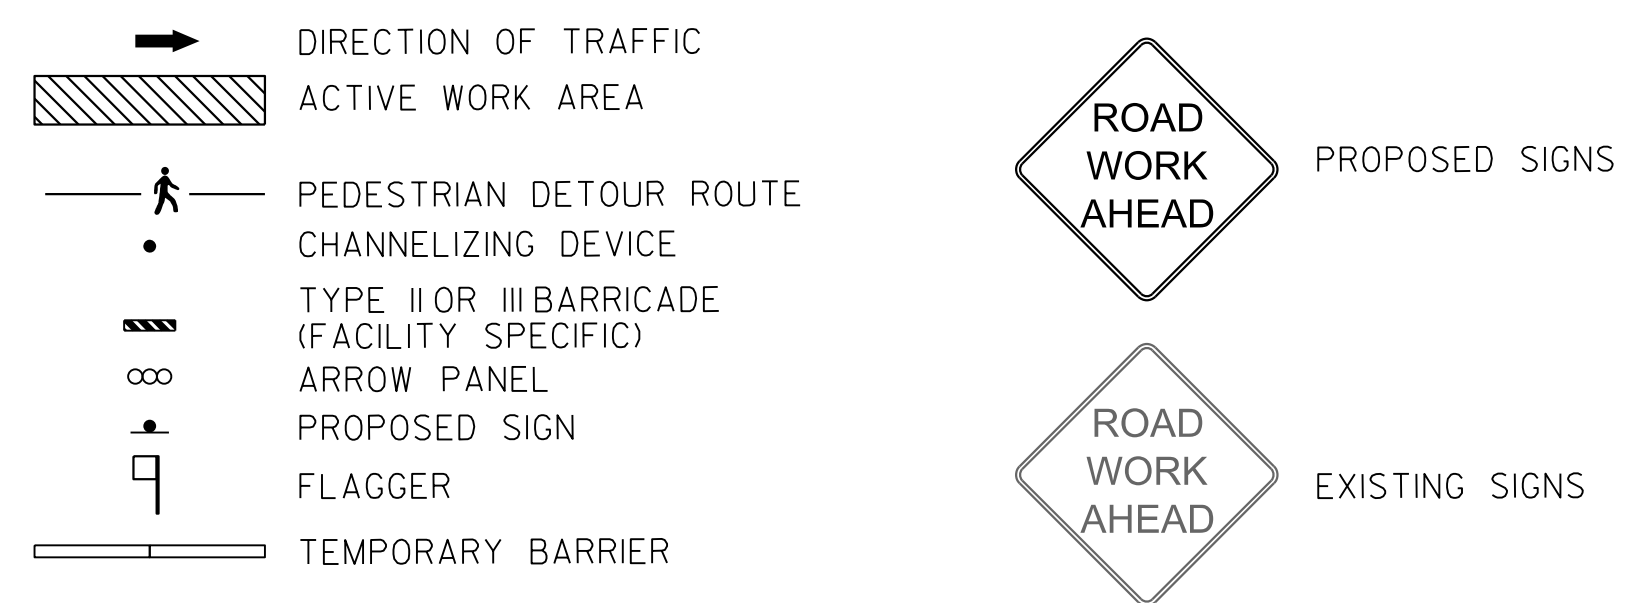 DIRECTION OF TRAFFIC
ACTIVE WORK AREA
PEDESTRIAN DETOUR ROUTE
CHANNELIZING DEVICE
TYPE II OR III BARRICADE
(FACILITY SPECIFIC)
ARROW PANEL
PROPOSED SIGN
FLAGGER
TEMPORARY BARRIER
ROAD
WORK
AHEAD
PROPOSED SIGNS
ROAD
WORK
AHEAD
EXISTING SIGNS